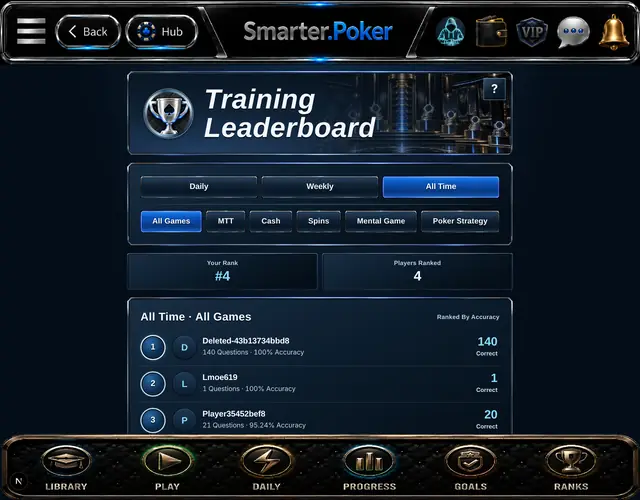 Back
Hub
Smarter.Poker
VIP
Training
Leaderboard
?
Daily
Weekly
All Time
All Games
MTT
Cash
Spins
Mental Game
Poker Strategy
Your Rank
#4
Players Ranked
4
All Time · All Games
Ranked By Accuracy
1
D
Deleted-43b13734bbd8
140 Questions · 100% Accuracy
140
Correct
2
L
Lmoe619
1 Questions · 100% Accuracy
1
Correct
3
P
Player35452bef8
21 Questions · 95.24% Accuracy
20
Correct
N
LIBRARY
PLAY
DAILY
PROGRESS
GOALS
RANKS